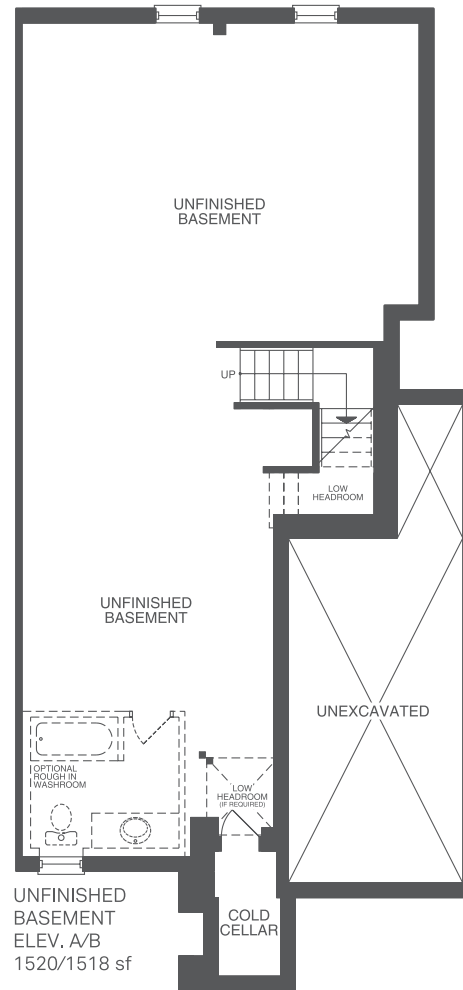 UNFINISHED
BASEMENT
UP
LOW
HEADROOM
UNFINISHED
BASEMENT
UNEXCAVATED
OPTIONAL
ROUGH IN
WASHROOM
LOW
HEADROOM
(IF REQUIRED)
COLD
CELLAR
UNFINISHED
BASEMENT
ELEV. A/B
1520/1518 sf